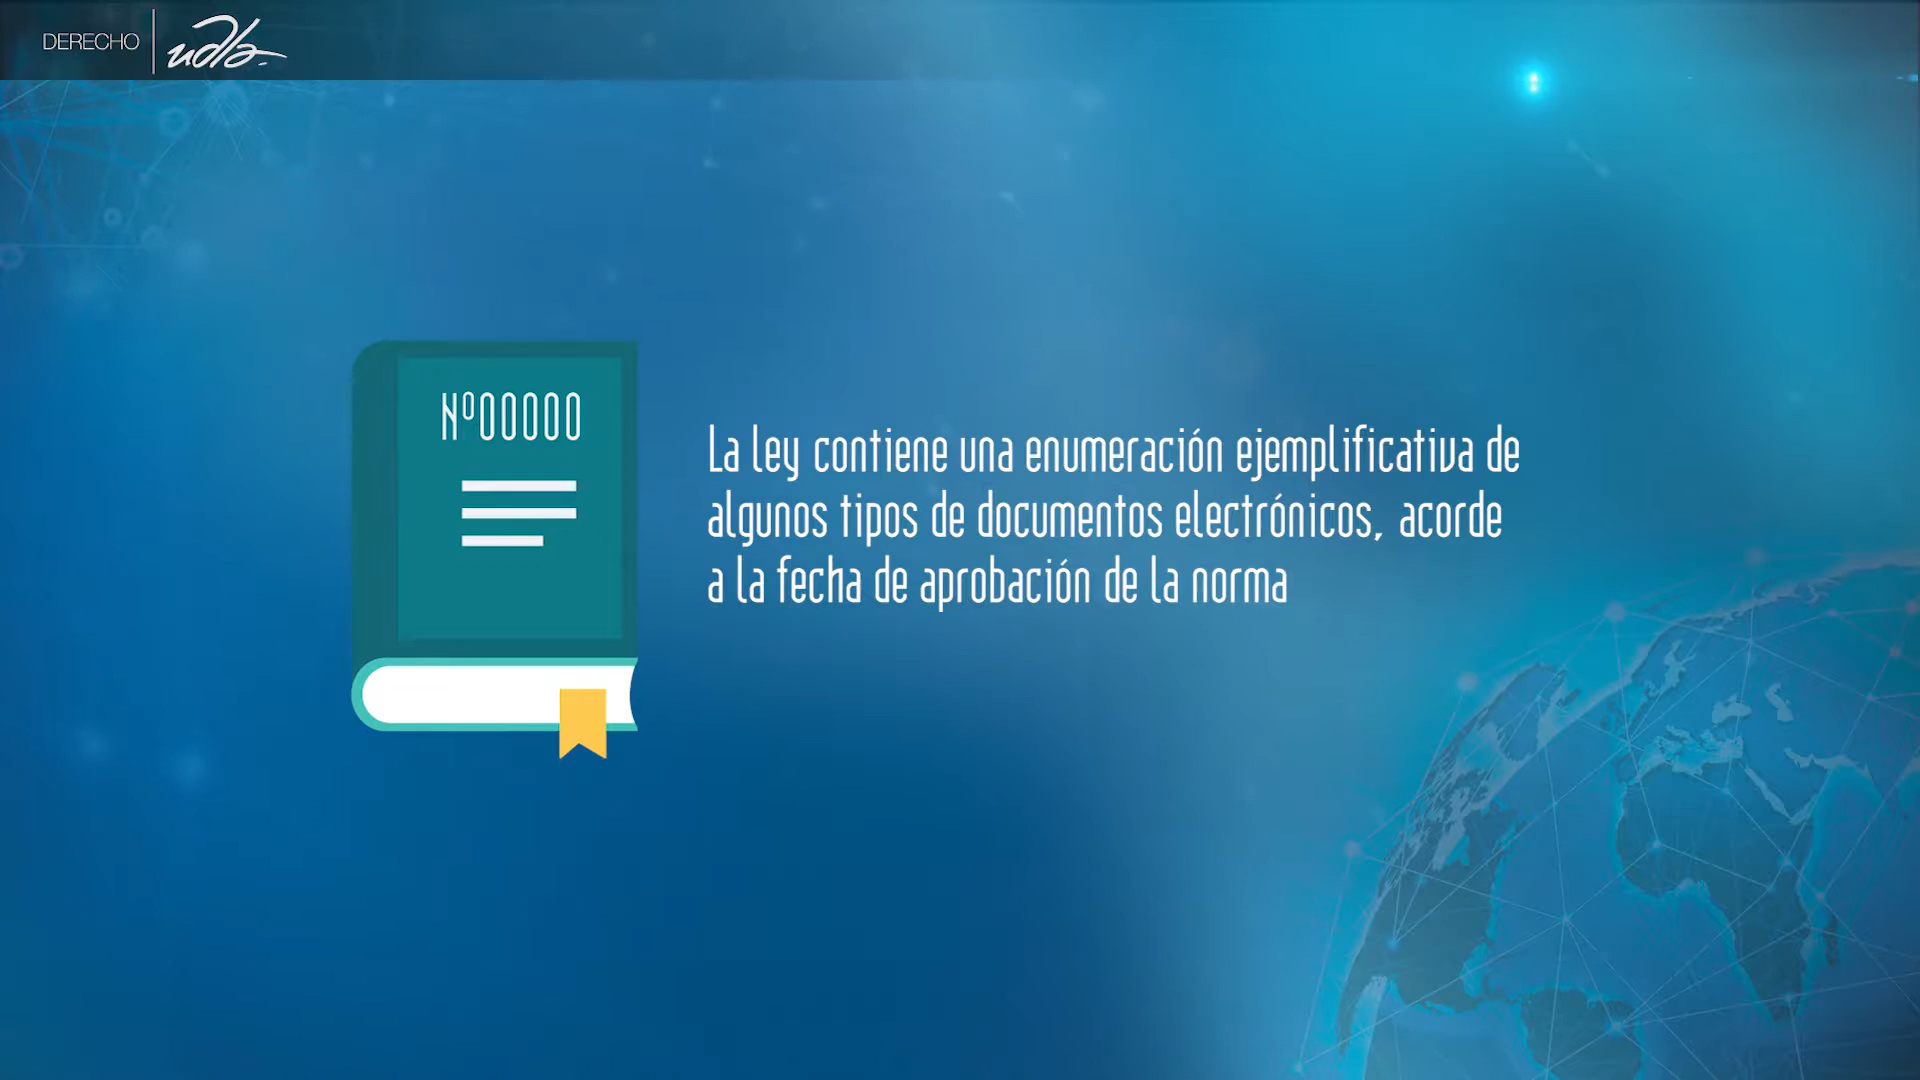 DERECHO
udla
Nº00000
La ley contiene una enumeración ejemplificativa de
algunos tipos de documentos electrónicos, acorde
a la fecha de aprobación de la norma